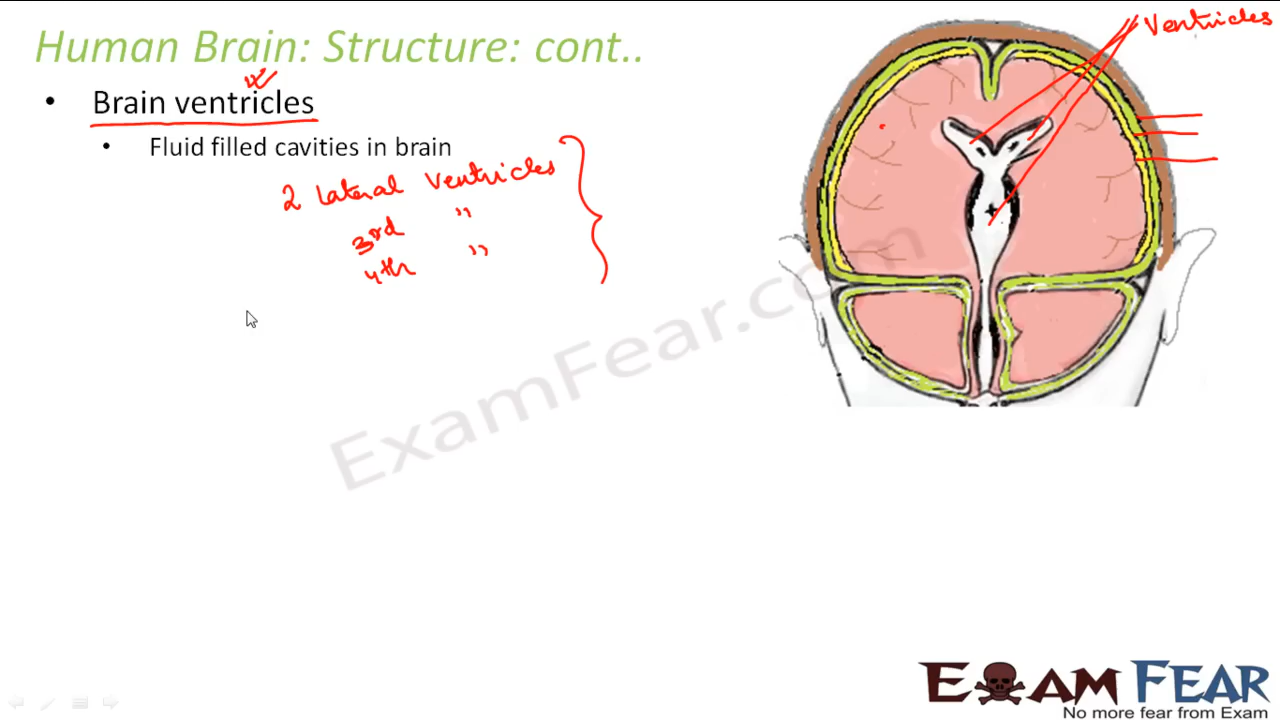 Human Brain: Structure: cont..
• Brain ventricles
• Fluid filled cavities in brain
2 Lateral Ventricles
3rd ,,
4th ,,
Ventricles
ExamFear.com
EXAM FEAR
No more fear from Exam